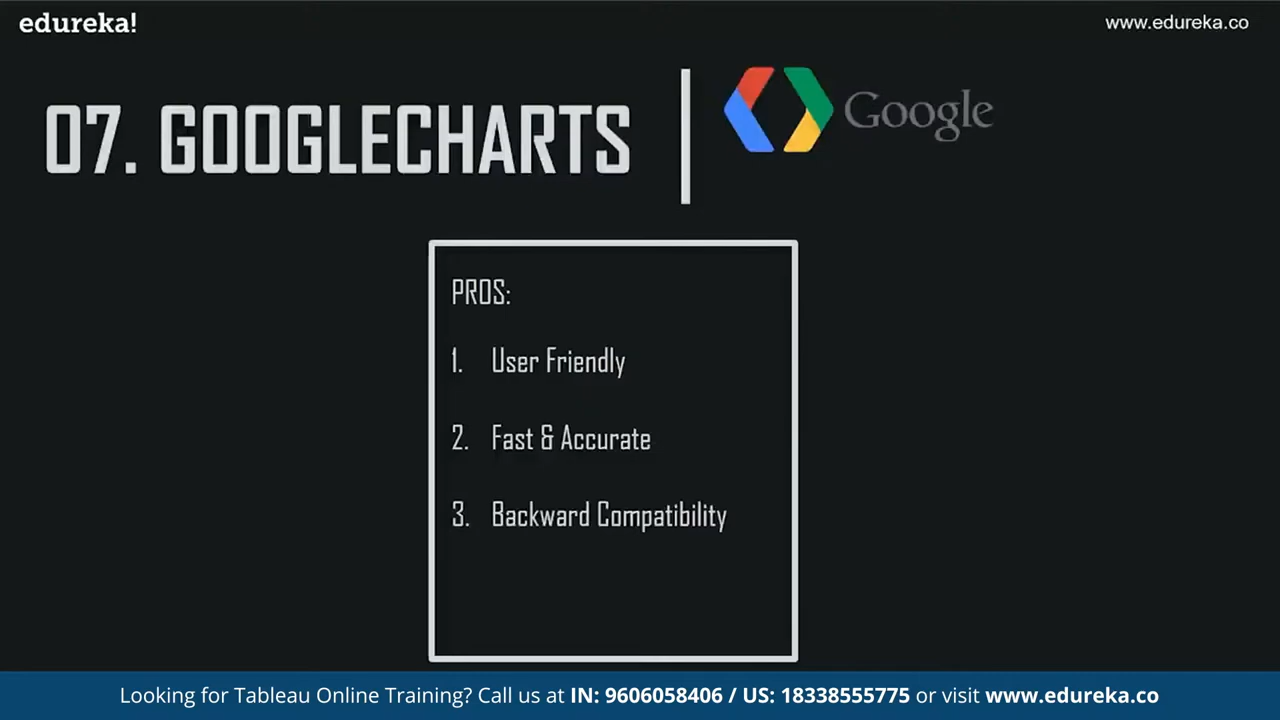 edureka!
www.edureka.co
07. GOOGLECHARTS
Google
PROS:
1. User Friendly
2. Fast & Accurate
3. Backward Compatibility
Looking for Tableau Online Training? Call us at IN: 9606058406 / US: 18338555775 or visit www.edureka.co